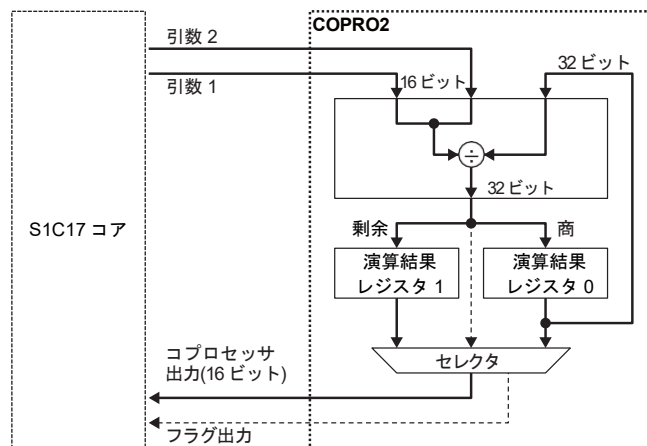 COPRO2
引数 2
引数 1
16 ビット
32 ビット
÷
32 ビット
S1C17 コア
剰余
商
演算結果
レジスタ 1
演算結果
レジスタ 0
セレクタ
コプロセッサ
出力(16 ビット)
フラグ出力